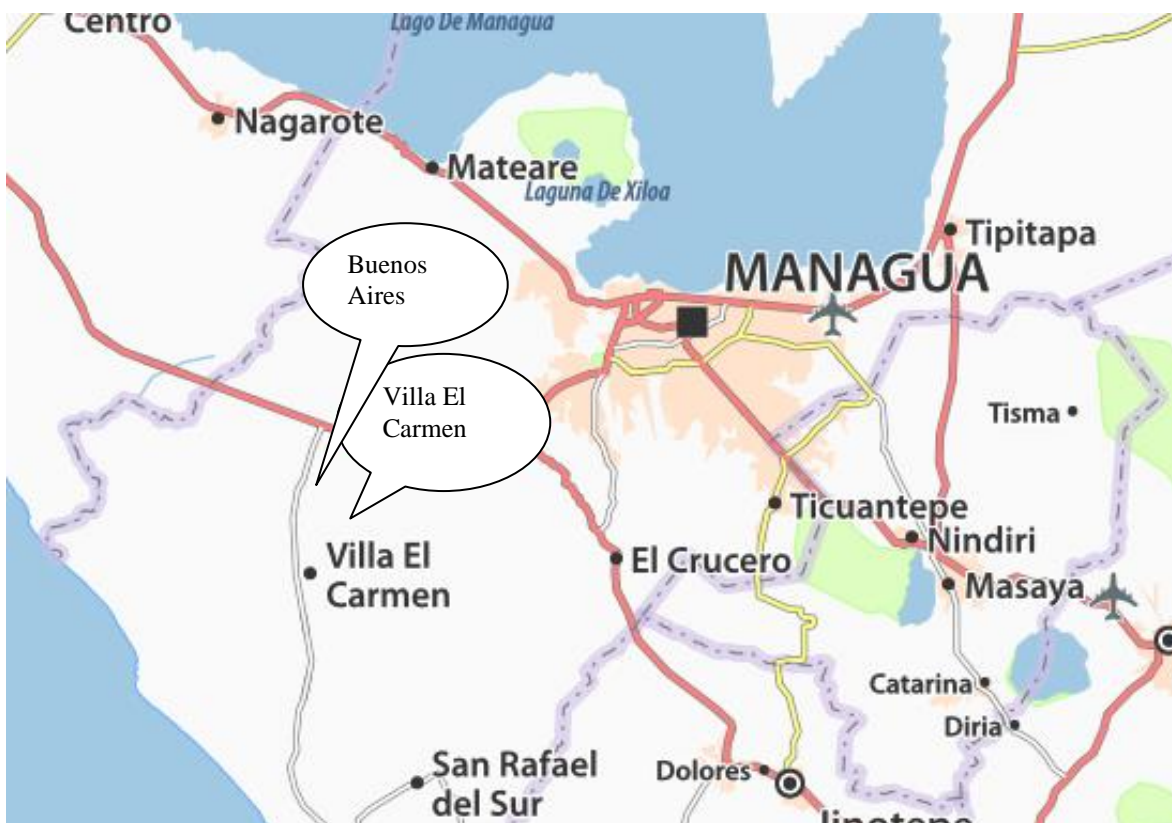 Centro
Lago De Managua
Nagarote
Mateare
Laguna De Xiloa
Tipitapa
Buenos
Aires
MANAGUA
Villa El
Carmen
Tisma
Ticuantepe
Nindiri
Villa El
Carmen
El Crucero
Masaya
Catarina
Diria
San Rafael
del Sur
Dolores
Jinotepe